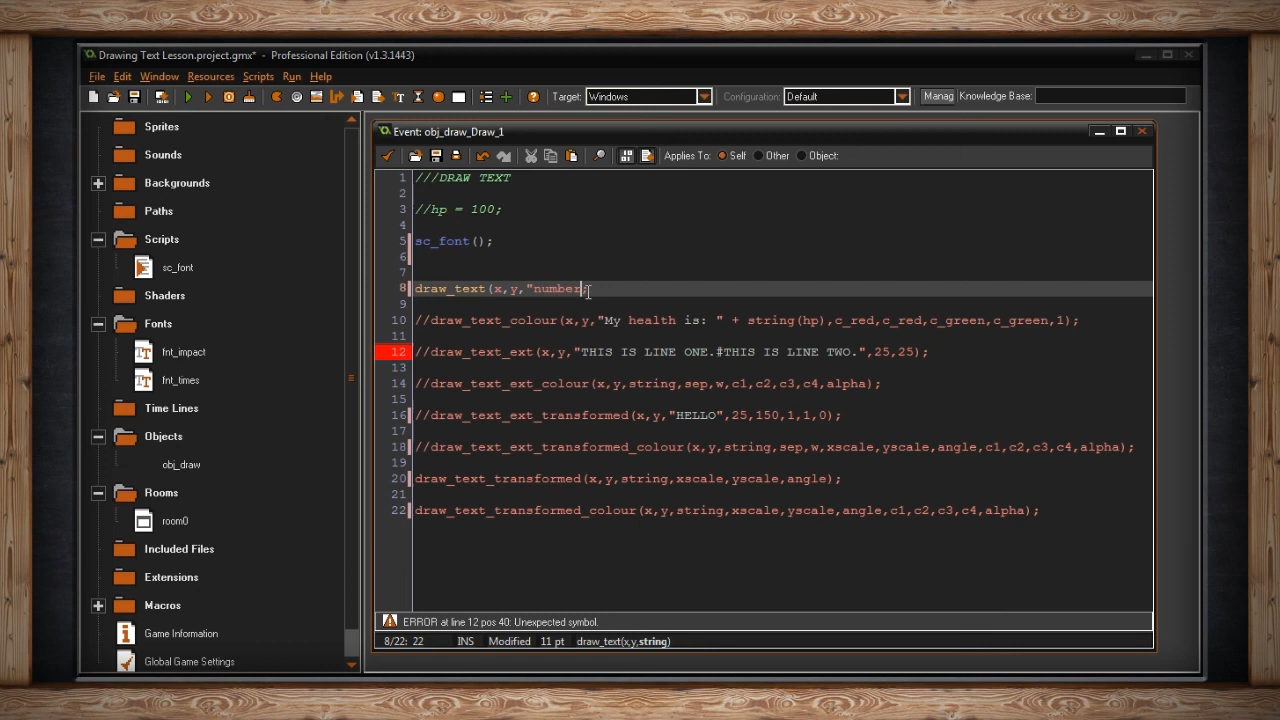 Drawing Text Lesson.project.gmx* - Professional Edition (v1.3.1443)
File Edit Window Resources Scripts Run Help
Target: Windows Configuration: Default Manag Knowledge Base:
Sprites
Sounds
Backgrounds
Paths
Scripts
sc_font
Shaders
Fonts
fnt_impact
fnt_times
Time Lines
Objects
obj_draw
Rooms
room0
Included Files
Extensions
Macros
Game Information
Global Game Settings
Event: obj_draw_Draw_1
Applies To: Self Other Object:
1 ///DRAW TEXT
2
3 //hp = 100;
4
5 sc_font();
6
7
8 draw_text(x,y,"number;
9
10 //draw_text_colour(x,y,"My health is: " + string(hp),c_red,c_red,c_green,c_green,1);
11
12 //draw_text_ext(x,y,"THIS IS LINE ONE.#THIS IS LINE TWO.",25,25);
13
14 //draw_text_ext_colour(x,y,string,sep,w,c1,c2,c3,c4,alpha);
15
16 //draw_text_ext_transformed(x,y,"HELLO",25,150,1,1,0);
17
18 //draw_text_ext_transformed_colour(x,y,string,sep,w,xscale,yscale,angle,c1,c2,c3,c4,alpha);
19
20 draw_text_transformed(x,y,string,xscale,yscale,angle);
21
22 draw_text_transformed_colour(x,y,string,xscale,yscale,angle,c1,c2,c3,c4,alpha);
ERROR at line 12 pos 40: Unexpected symbol.
8/22: 22 INS Modified 11 pt draw_text(x,y,string)